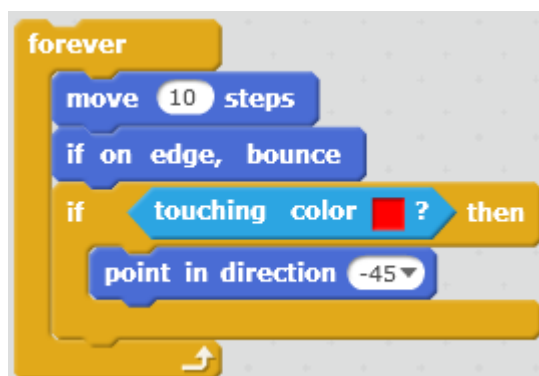 forever
move 10 steps
if on edge, bounce
if touching color ? then
point in direction -45